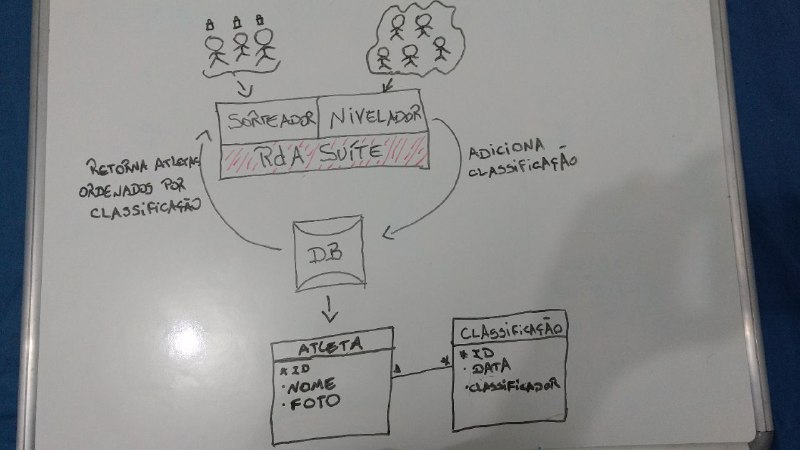 SORTEADOR
NIVELADOR
RdA SUÍTE
RETORNA ATLETAS
ORDENADOS POR
CLASSIFICAÇÃO
ADICIONA
CLASSIFICAÇÃO
DB
ATLETA
* ID
· NOME
· FOTO
1
*
CLASSIFICAÇÃO
* ID
· DATA
· CLASSIFICADOR